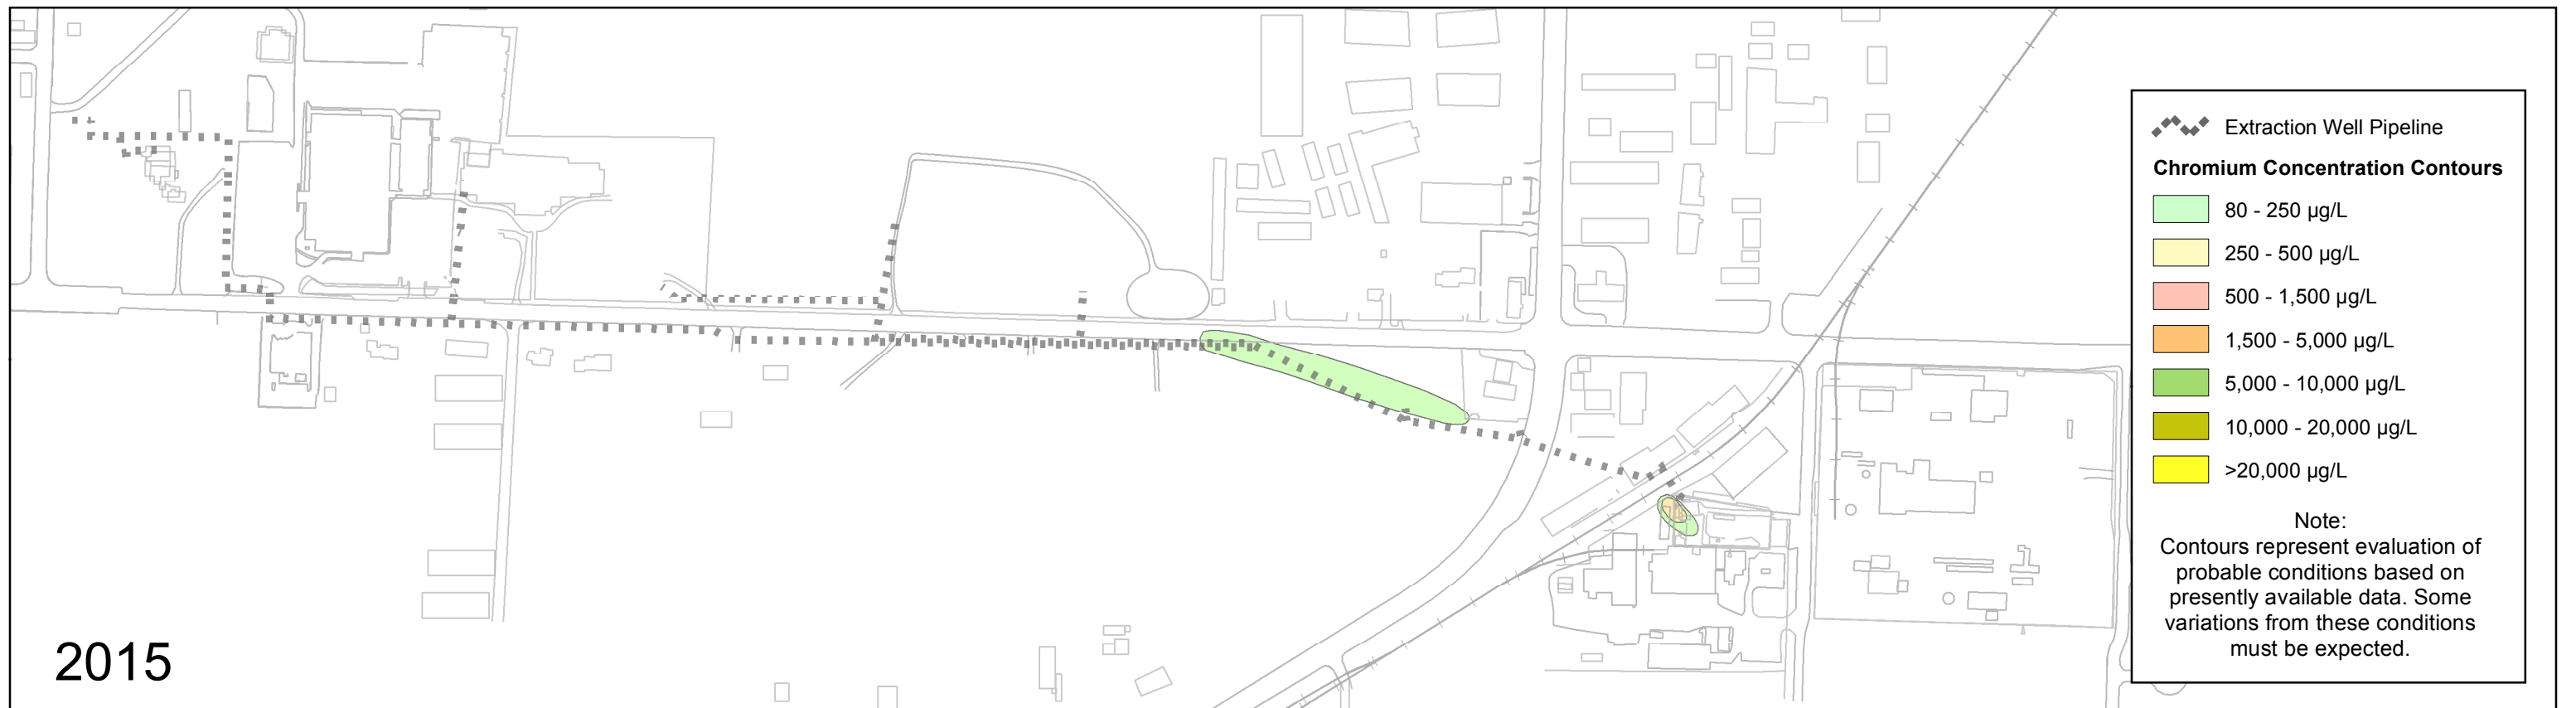 Extraction Well Pipeline
Chromium Concentration Contours
80 - 250 µg/L
250 - 500 µg/L
500 - 1,500 µg/L
1,500 - 5,000 µg/L
5,000 - 10,000 µg/L
10,000 - 20,000 µg/L
>20,000 µg/L
Note:
Contours represent evaluation of
probable conditions based on
presently available data. Some
variations from these conditions
must be expected.
2015